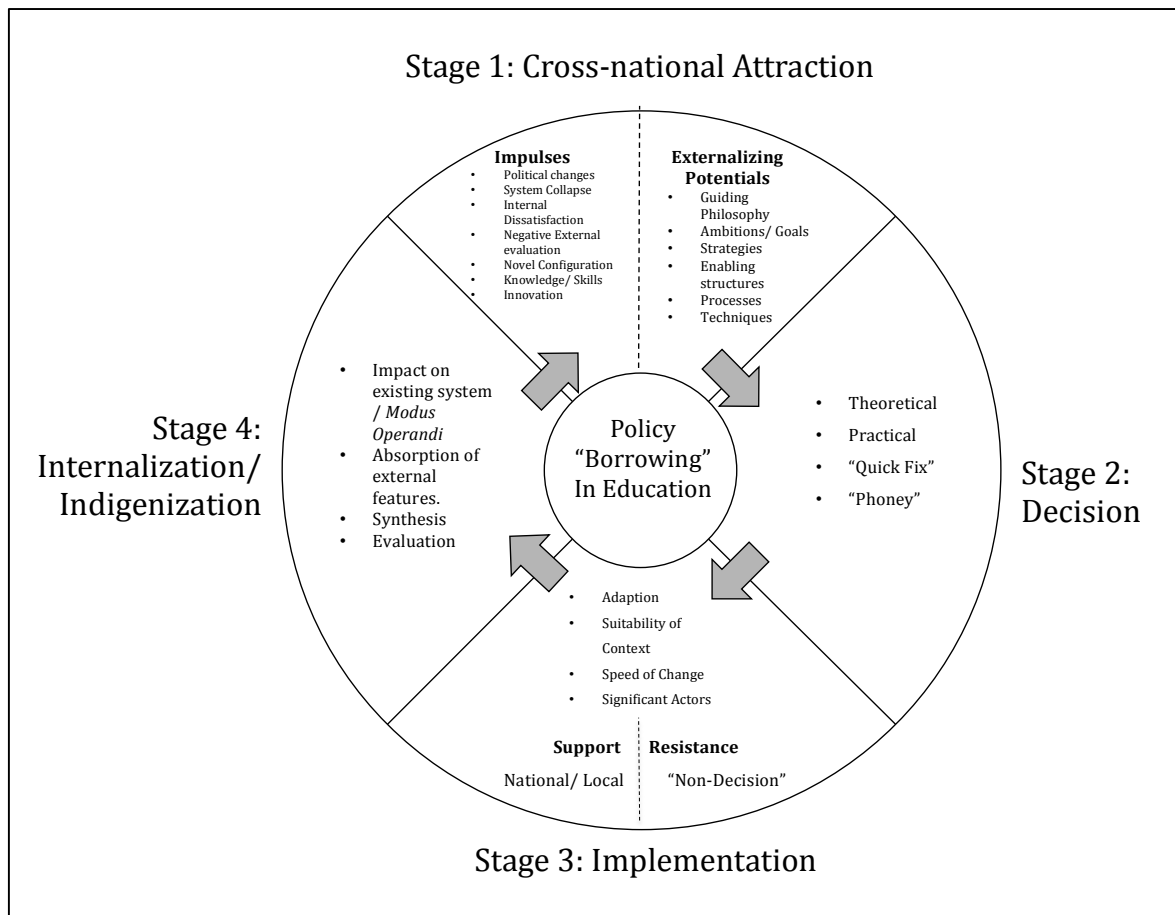 Stage 1: Cross-national Attraction
Impulses
• Political changes
• System Collapse
• Internal
Dissatisfaction
• Negative External
evaluation
• Novel Configuration
• Knowledge/ Skills
• Innovation
Externalizing
Potentials
• Guiding
Philosophy
• Ambitions/ Goals
• Strategies
• Enabling
structures
• Processes
• Techniques
• Theoretical
• Practical
• “Quick Fix”
• “Phoney”
Stage 2:
Decision
Policy
“Borrowing”
In Education
• Adaption
• Suitability of
Context
• Speed of Change
• Significant Actors
Support
National/ Local
Resistance
“Non-Decision”
Stage 3: Implementation
• Impact on
existing system
/ Modus
Operandi
• Absorption of
external
features.
• Synthesis
• Evaluation
Stage 4:
Internalization/
Indigenization